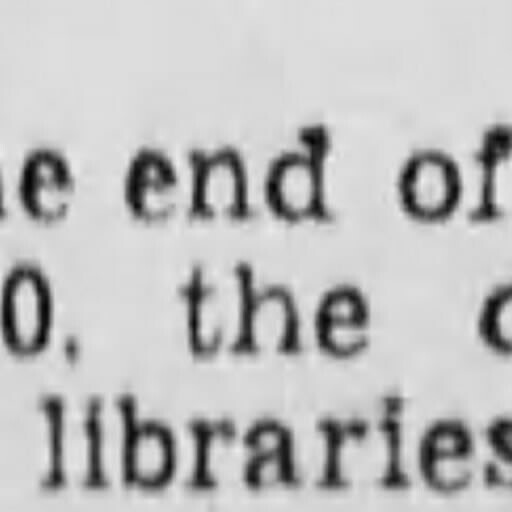 e end of
0, the
libraries